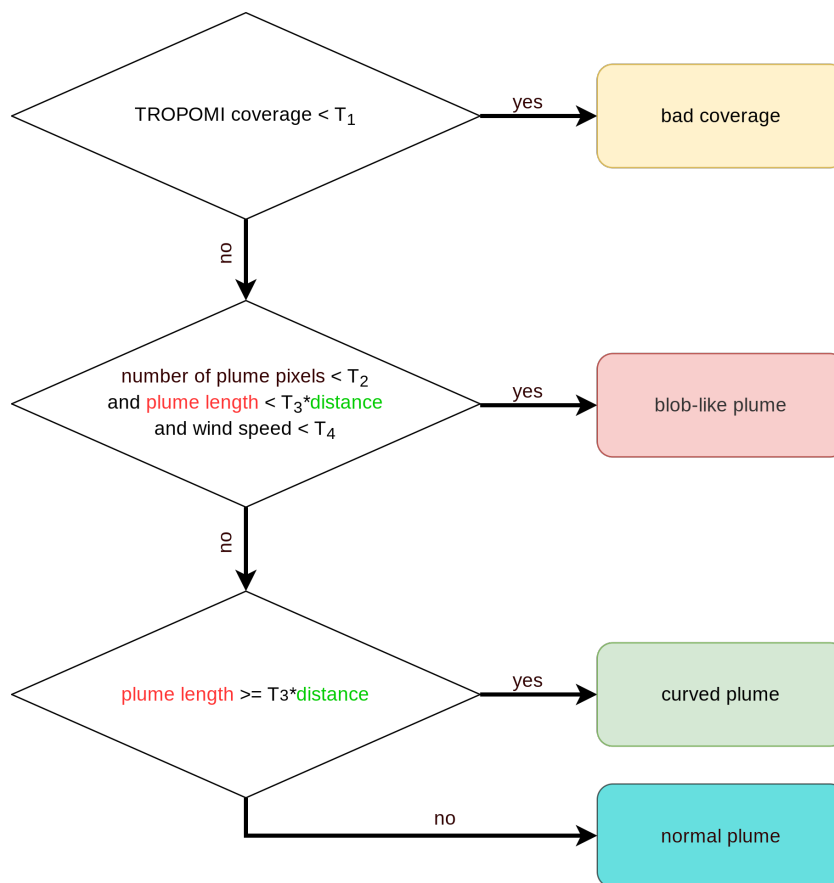 TROPOMI coverage < T1
yes
bad coverage
no
number of plume pixels < T2
and plume length < T3*distance
and wind speed < T4
yes
blob-like plume
no
plume length >= T3*distance
yes
curved plume
no
normal plume